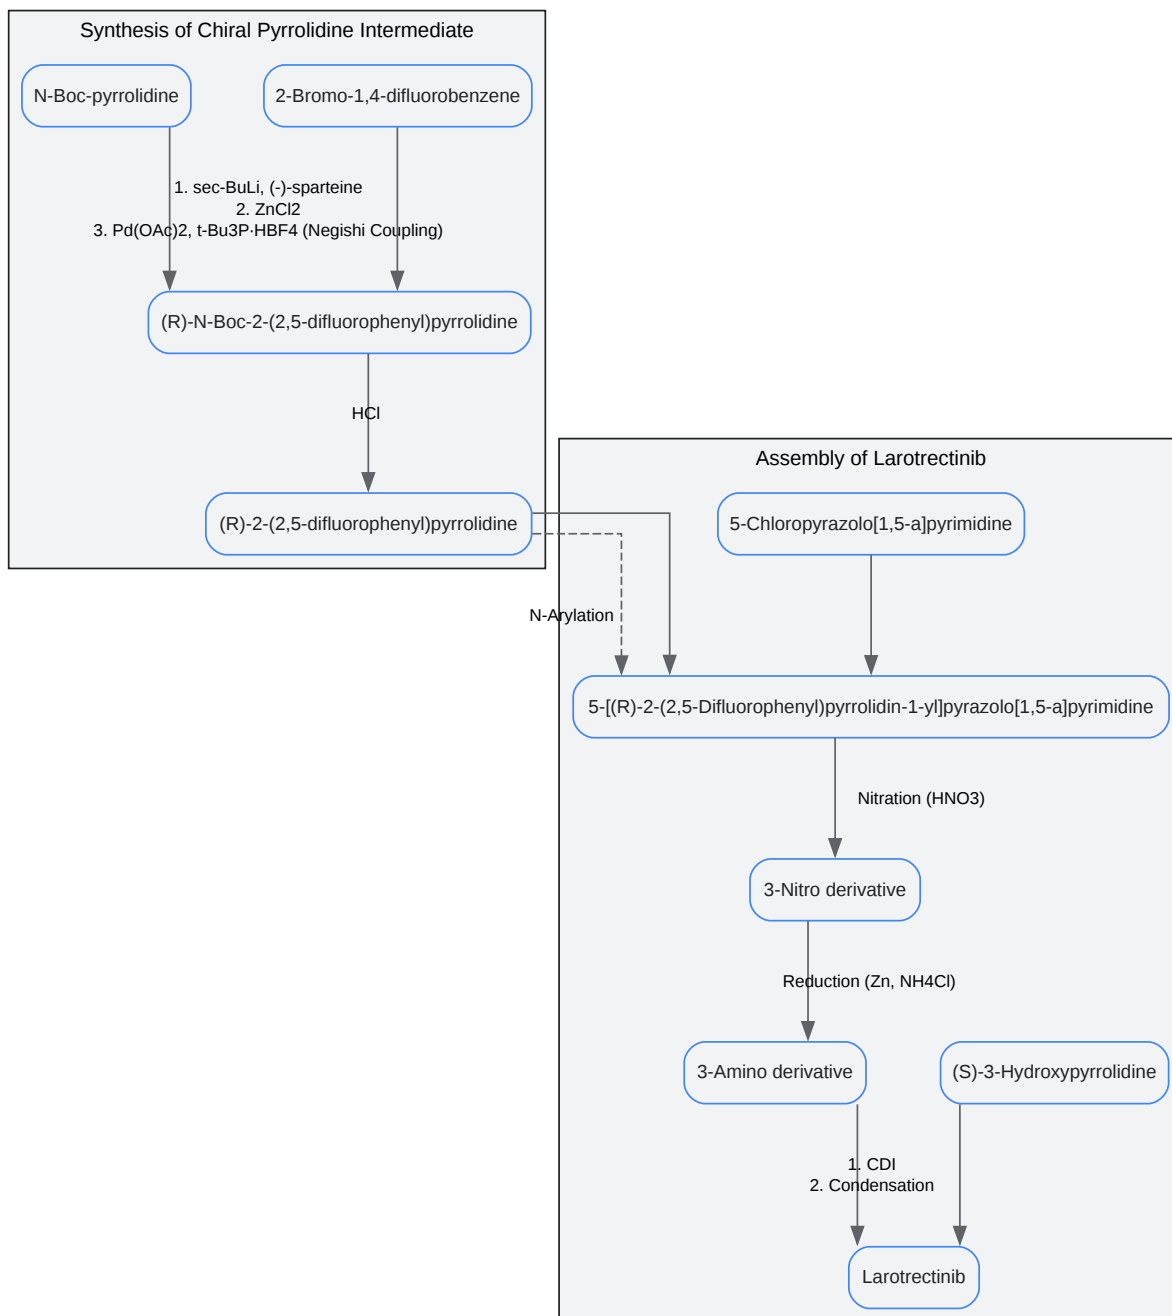 Synthesis of Chiral Pyrrolidine Intermediate
N-Boc-pyrrolidine
2-Bromo-1,4-difluorobenzene
1. sec-BuLi, (-)-sparteine
2. ZnCl2
3. Pd(OAc)2, t-Bu3P·HBF4 (Negishi Coupling)
(R)-N-Boc-2-(2,5-difluorophenyl)pyrrolidine
HCl
(R)-2-(2,5-difluorophenyl)pyrrolidine
Assembly of Larotrectinib
5-Chloropyrazolo[1,5-a]pyrimidine
N-Arylation
5-[(R)-2-(2,5-Difluorophenyl)pyrrolidin-1-yl]pyrazolo[1,5-a]pyrimidine
Nitration (HNO3)
3-Nitro derivative
Reduction (Zn, NH4Cl)
3-Amino derivative
(S)-3-Hydroxypyrrolidine
1. CDI
2. Condensation
Larotrectinib